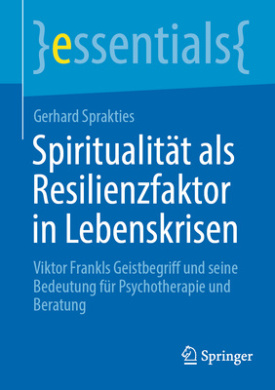 }essentials{
Gerhard Sprakties
Spiritualität als
Resilienzfaktor
in Lebenskrisen
Viktor Frankls Geistbegriff und seine
Bedeutung für Psychotherapie und
Beratung
Springer